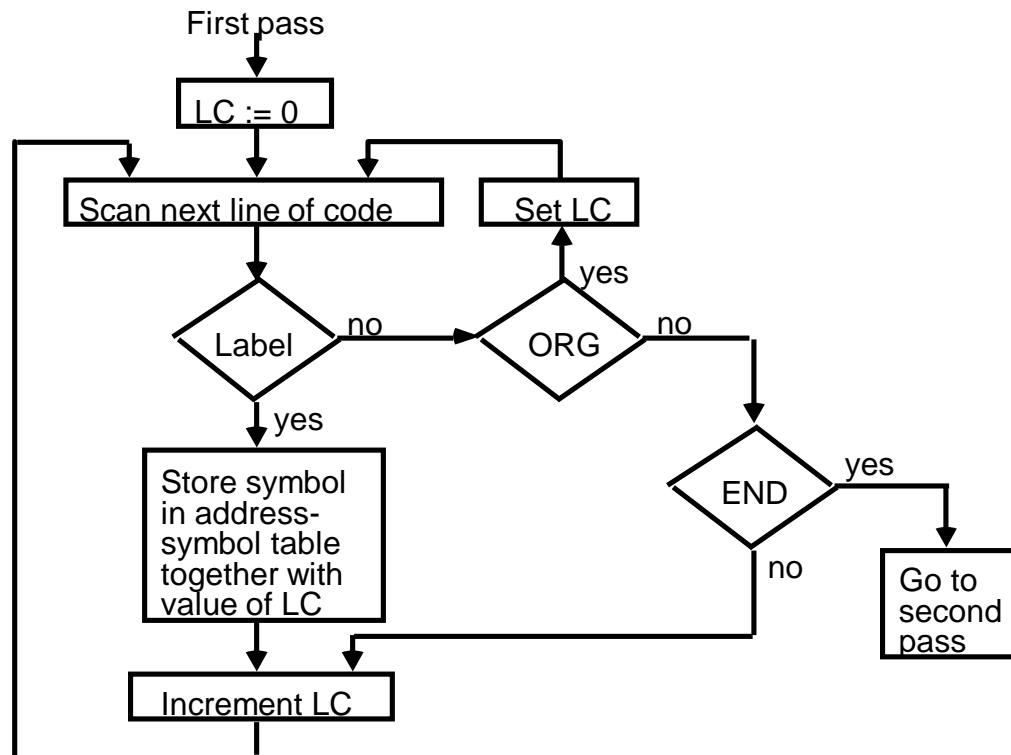 First pass
LC := 0
Scan next line of code
Set LC
yes
Label
no
ORG
no
yes
Store symbol
in address-
symbol table
together with
value of LC
END
yes
no
Go to
second
pass
Increment LC